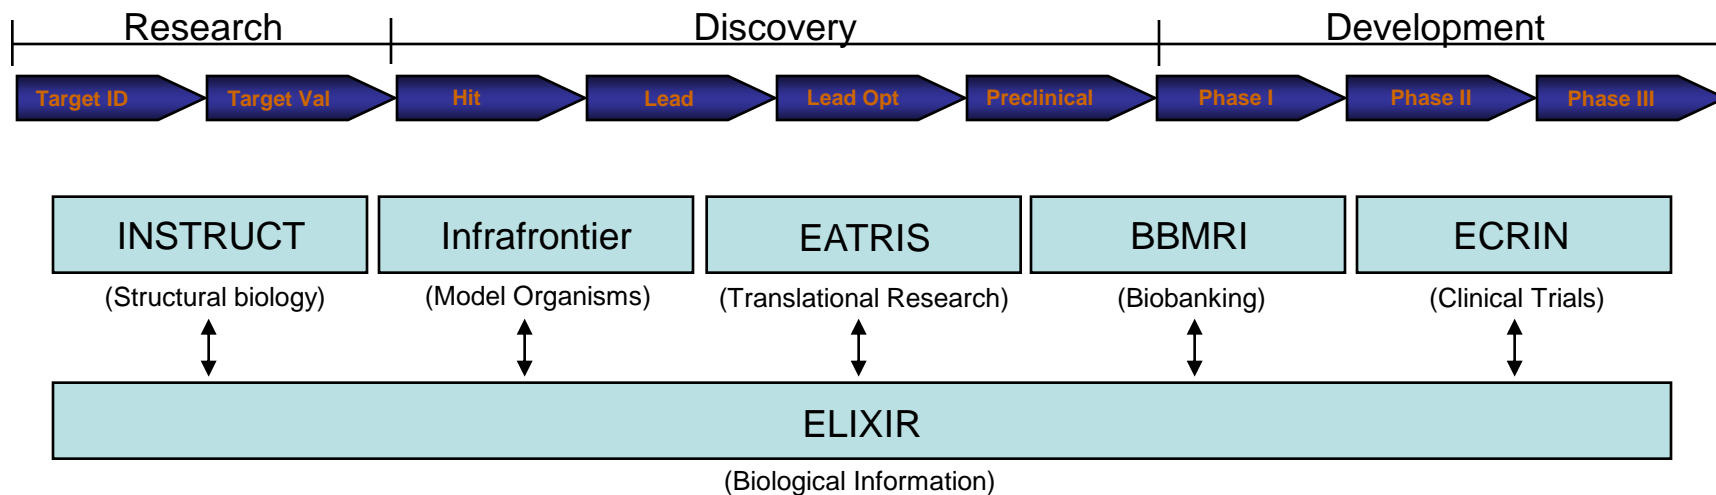 Research Discovery Development
Target ID Target Val Hit Lead Lead Opt Preclinical Phase I Phase II Phase III
INSTRUCT Infrafrontier EATRIS BBMRI ECRIN
(Structural biology) (Model Organisms) (Translational Research) (Biobanking) (Clinical Trials)
ELIXIR
(Biological Information)